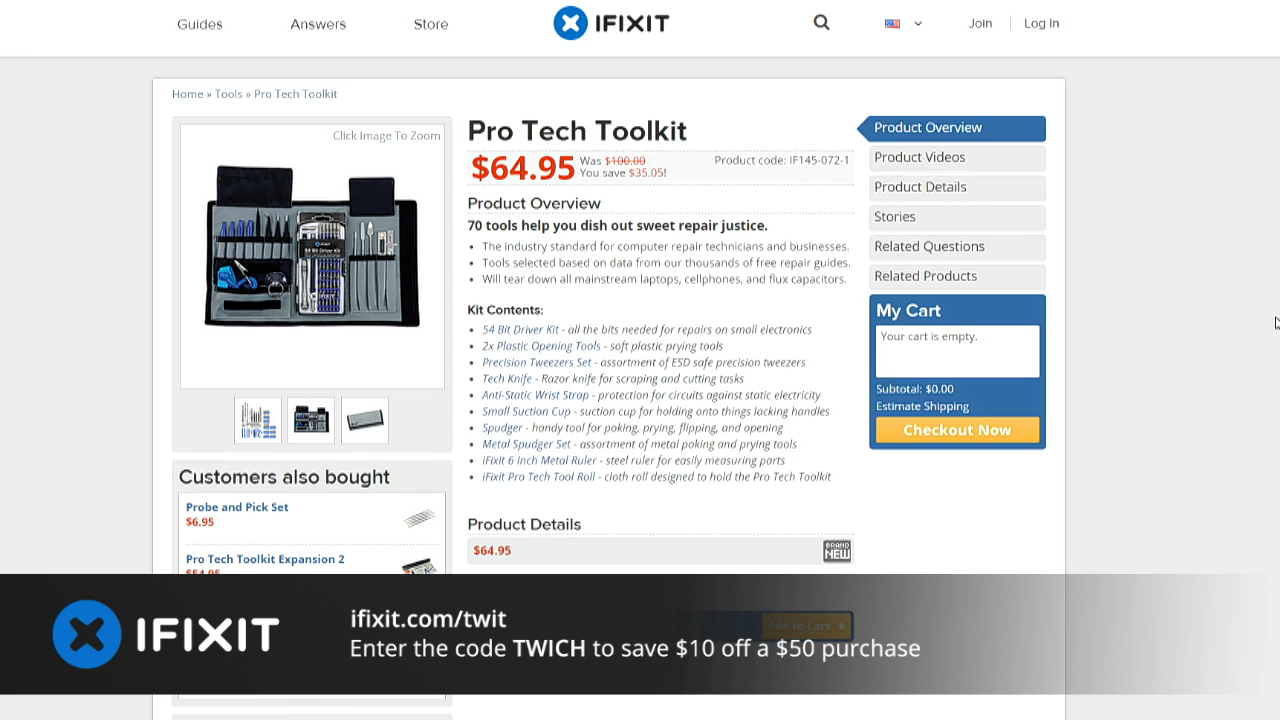 Guides
Answers
Store
IFIXIT
Join
Log In
Home » Tools » Pro Tech Toolkit
Click Image To Zoom
Pro Tech Toolkit
$64.95
Was $100.00
You save $35.05!
Product code: IF145-072-1
Product Overview
70 tools help you dish out sweet repair justice.
• The industry standard for computer repair technicians and businesses.
• Tools selected based on data from our thousands of free repair guides.
• Will tear down all mainstream laptops, cellphones, and flux capacitors.
Kit Contents:
• 54 Bit Driver Kit - all the bits needed for repairs on small electronics
• 2x Plastic Opening Tools - soft plastic prying tools
• Precision Tweezers Set - assortment of ESD safe precision tweezers
• Tech Knife - Razor knife for scraping and cutting tasks
• Anti-Static Wrist Strap - protection for circuits against static electricity
• Small Suction Cup - suction cup for holding onto things lacking handles
• Spudger - handy tool for poking, prying, flipping, and opening
• Metal Spudger Set - assortment of metal poking and prying tools
• iFixit 6 Inch Metal Ruler - steel ruler for easily measuring parts
• iFixit Pro Tech Tool Roll - cloth roll designed to hold the Pro Tech Toolkit
Product Details
$64.95
BRAND NEW
Add to Cart
Product Overview
Product Videos
Product Details
Stories
Related Questions
Related Products
My Cart
Your cart is empty.
Subtotal: $0.00
Estimate Shipping
Checkout Now
Customers also bought
Probe and Pick Set
$6.95
Pro Tech Toolkit Expansion 2
$54.95
IFIXIT
ifixit.com/twit
Enter the code TWICH to save $10 off a $50 purchase